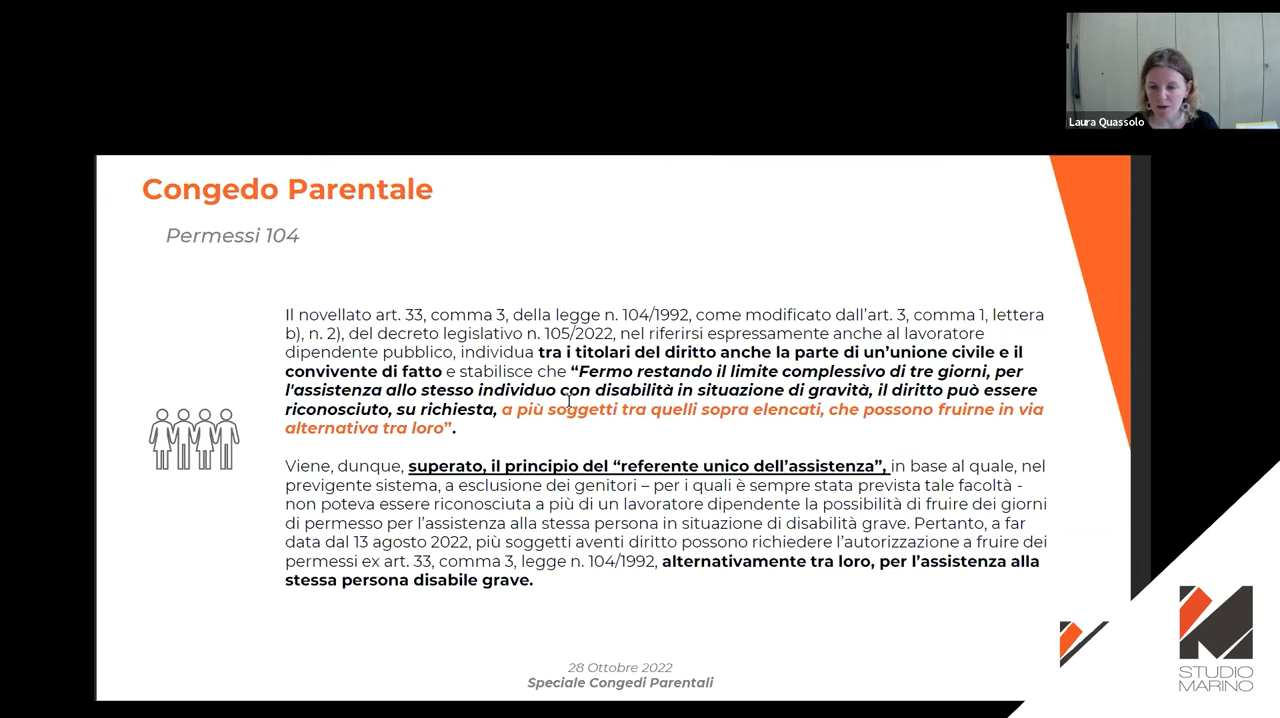 Laura Quassolo
Congedo Parentale
Permessi 104
Il novellato art. 33, comma 3, della legge n. 104/1992, come modificato dall'art. 3, comma 1, lettera
b), n. 2), del decreto legislativo n. 105/2022, nel riferirsi espressamente anche al lavoratore
dipendente pubblico, individua tra i titolari del diritto anche la parte di un'unione civile e il
convivente di fatto e stabilisce che “Fermo restando il limite complessivo di tre giorni, per
l'assistenza allo stesso individuo con disabilità in situazione di gravità, il diritto può essere
riconosciuto, su richiesta, a più soggetti tra quelli sopra elencati, che possono fruirne in via
alternativa tra loro”.
Viene, dunque, superato, il principio del “referente unico dell'assistenza”, in base al quale, nel
previgente sistema, a esclusione dei genitori – per i quali è sempre stata prevista tale facoltà -
non poteva essere riconosciuta a più di un lavoratore dipendente la possibilità di fruire dei giorni
di permesso per l'assistenza alla stessa persona in situazione di disabilità grave. Pertanto, a far
data dal 13 agosto 2022, più soggetti aventi diritto possono richiedere l'autorizzazione a fruire dei
permessi ex art. 33, comma 3, legge n. 104/1992, alternativamente tra loro, per l'assistenza alla
stessa persona disabile grave.
28 Ottobre 2022
Speciale Congedi Parentali
STUDIO
MARINO